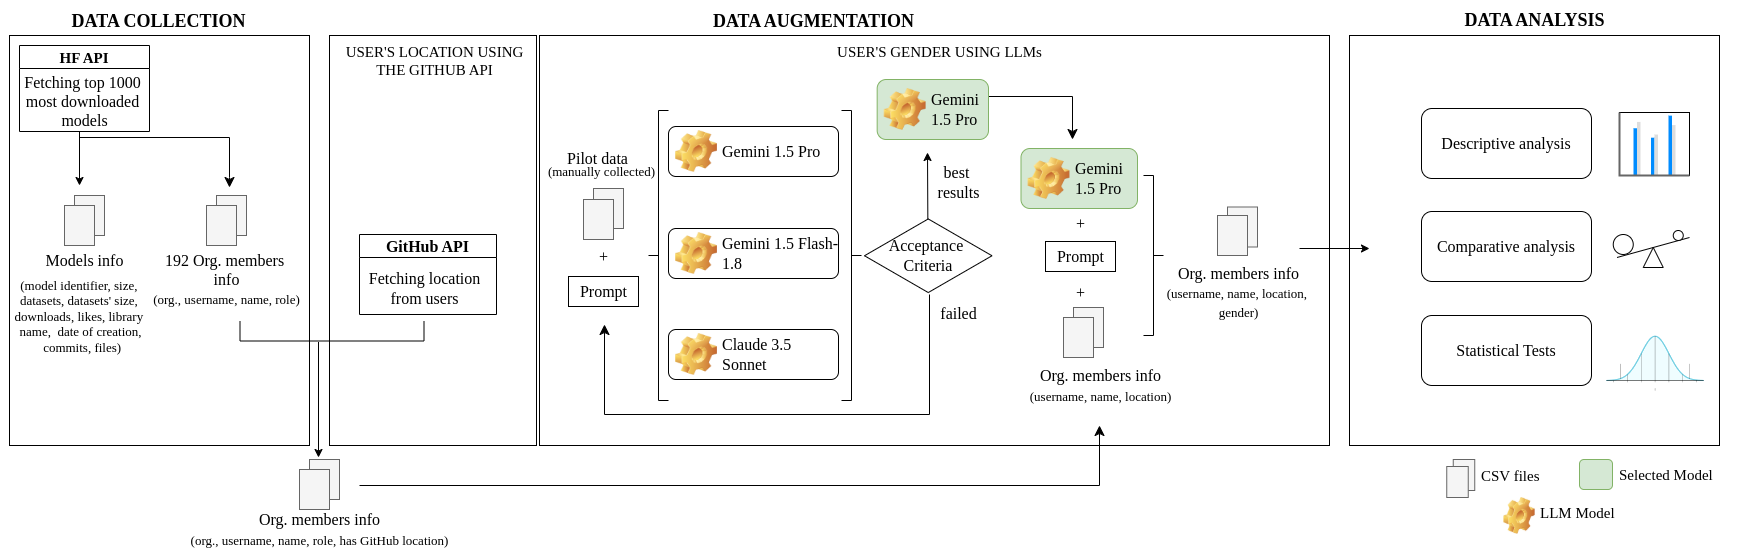 DATA COLLECTION
HF API
Fetching top 1000
most downloaded
models
Models info
(model identifier, size,
datasets, datasets' size,
downloads, likes, library
name,  date of creation,
commits, files)
192 Org. members
info
(org., username, name, role)
DATA AUGMENTATION
USER'S LOCATION USING
THE GITHUB API
GitHub API
Fetching location
from users
Org. members info
(org., username, name, role, has GitHub location)
USER'S GENDER USING LLMs
Pilot data
(manually collected)
+
Prompt
Gemini 1.5 Pro
Gemini 1.5 Flash-
1.8
Claude 3.5
Sonnet
Acceptance
Criteria
best
results
failed
Gemini
1.5 Pro
Gemini
1.5 Pro
+
Prompt
+
Org. members info
(username, name, location)
Org. members info
(username, name, location,
gender)
DATA ANALYSIS
Descriptive analysis
Comparative analysis
Statistical Tests
CSV files
Selected Model
LLM Model